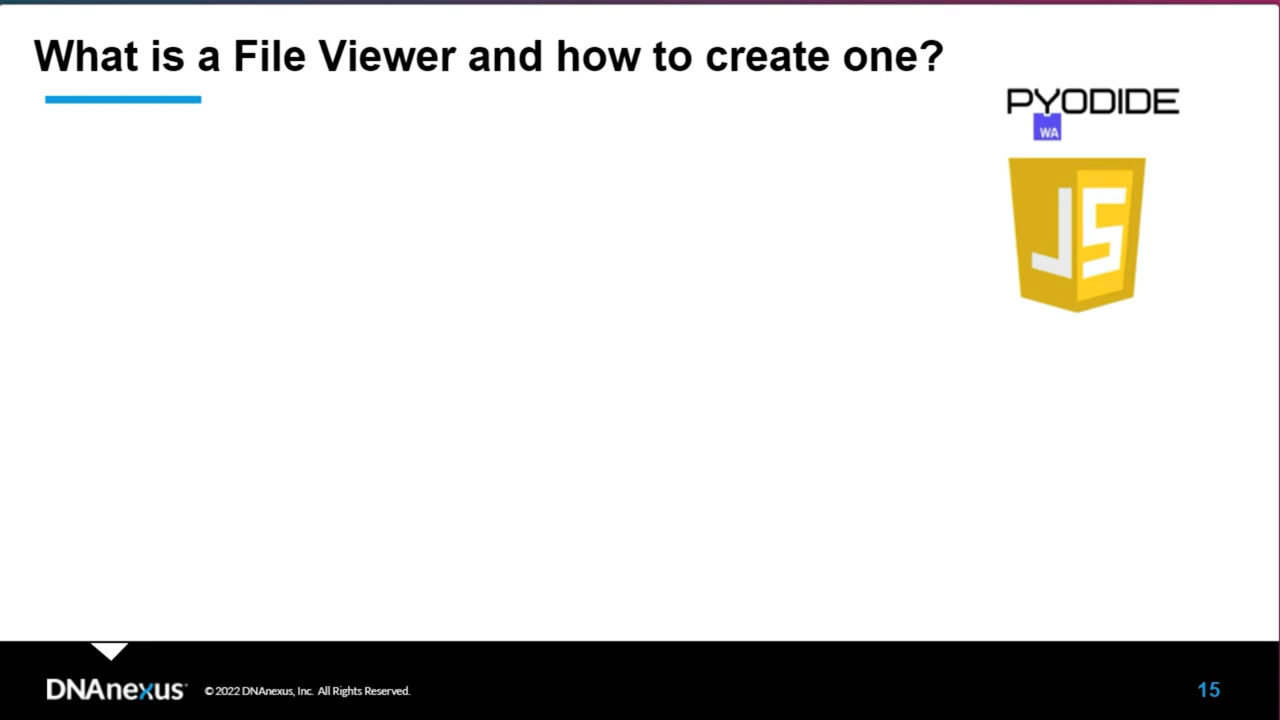 What is a File Viewer and how to create one?
PYODIDE
WA
JS
DNAnexus
© 2022 DNAnexus, Inc. All Rights Reserved.
15